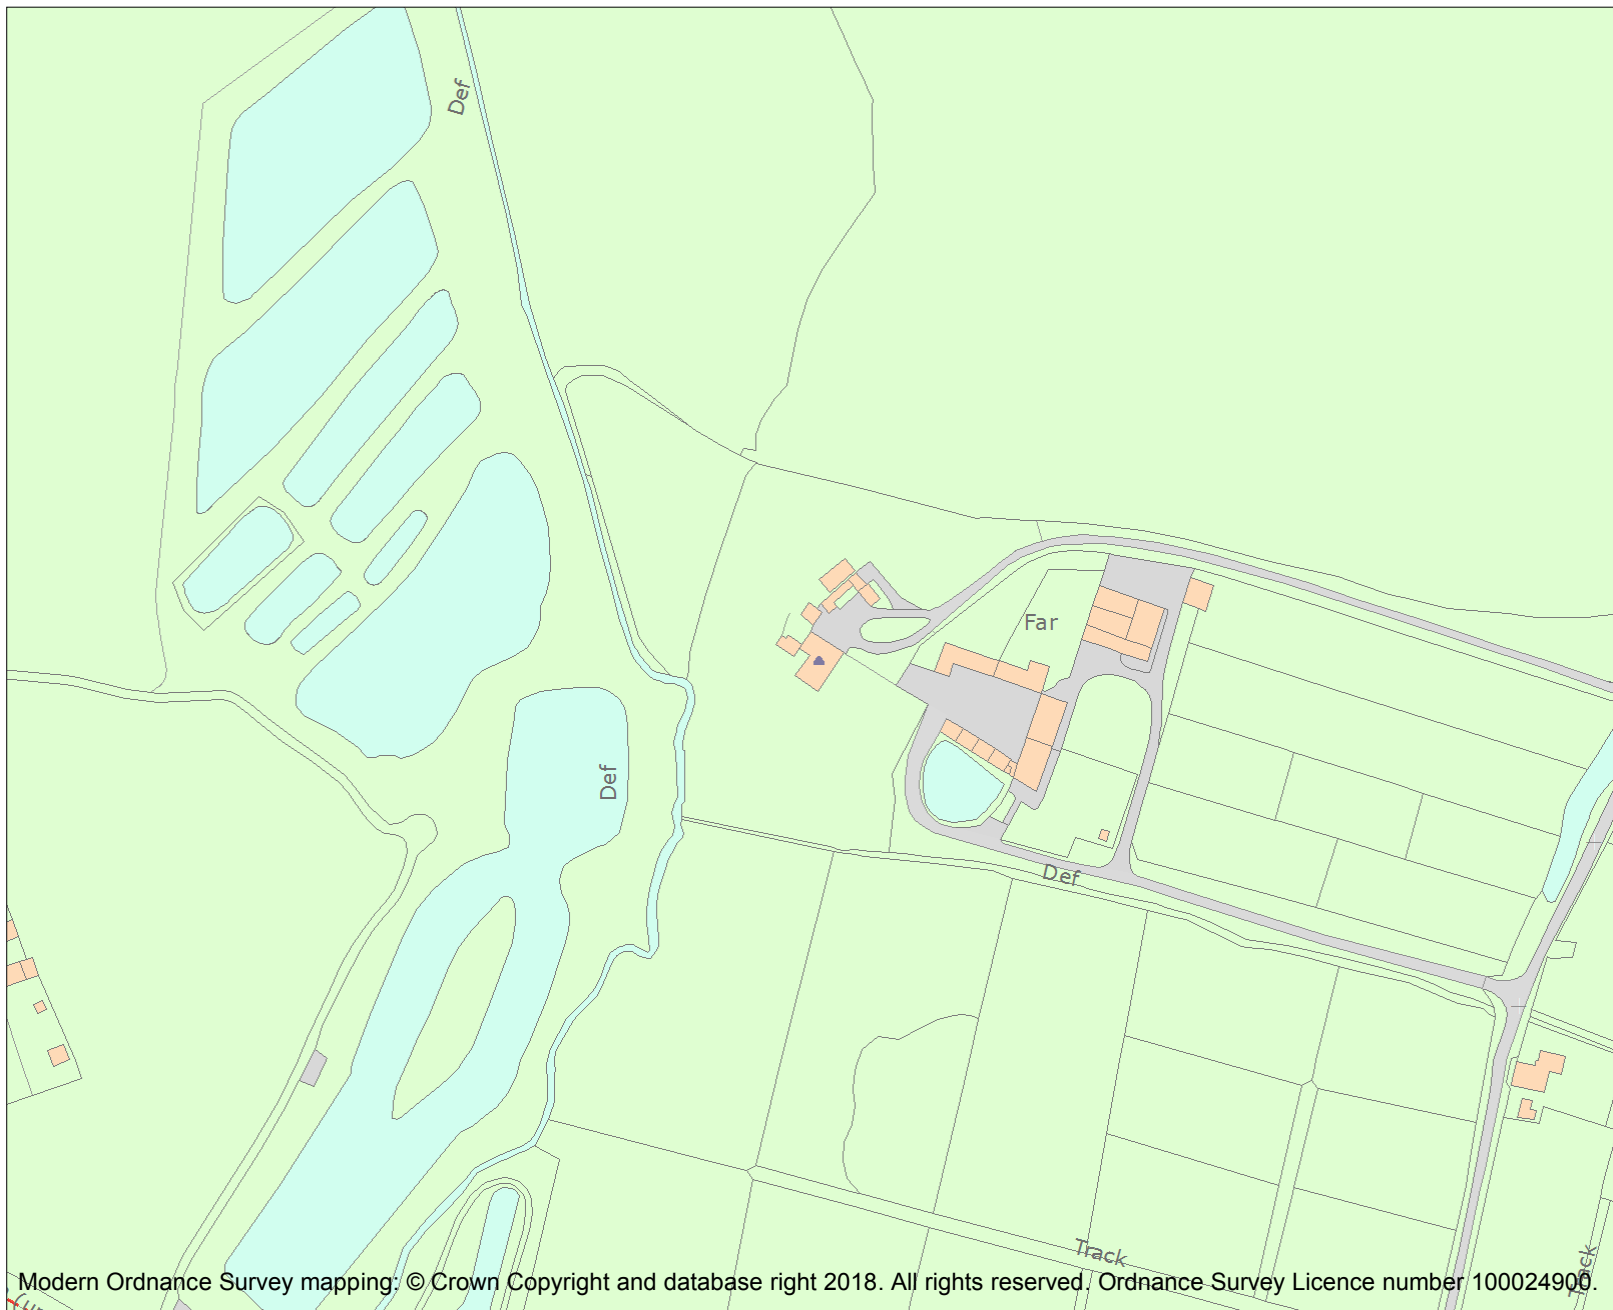 Def
Far
Def
Def
Track
Track
Modern Ordnance Survey mapping: © Crown Copyright and database right 2018. All rights reserved. Ordnance Survey Licence number 100024900.